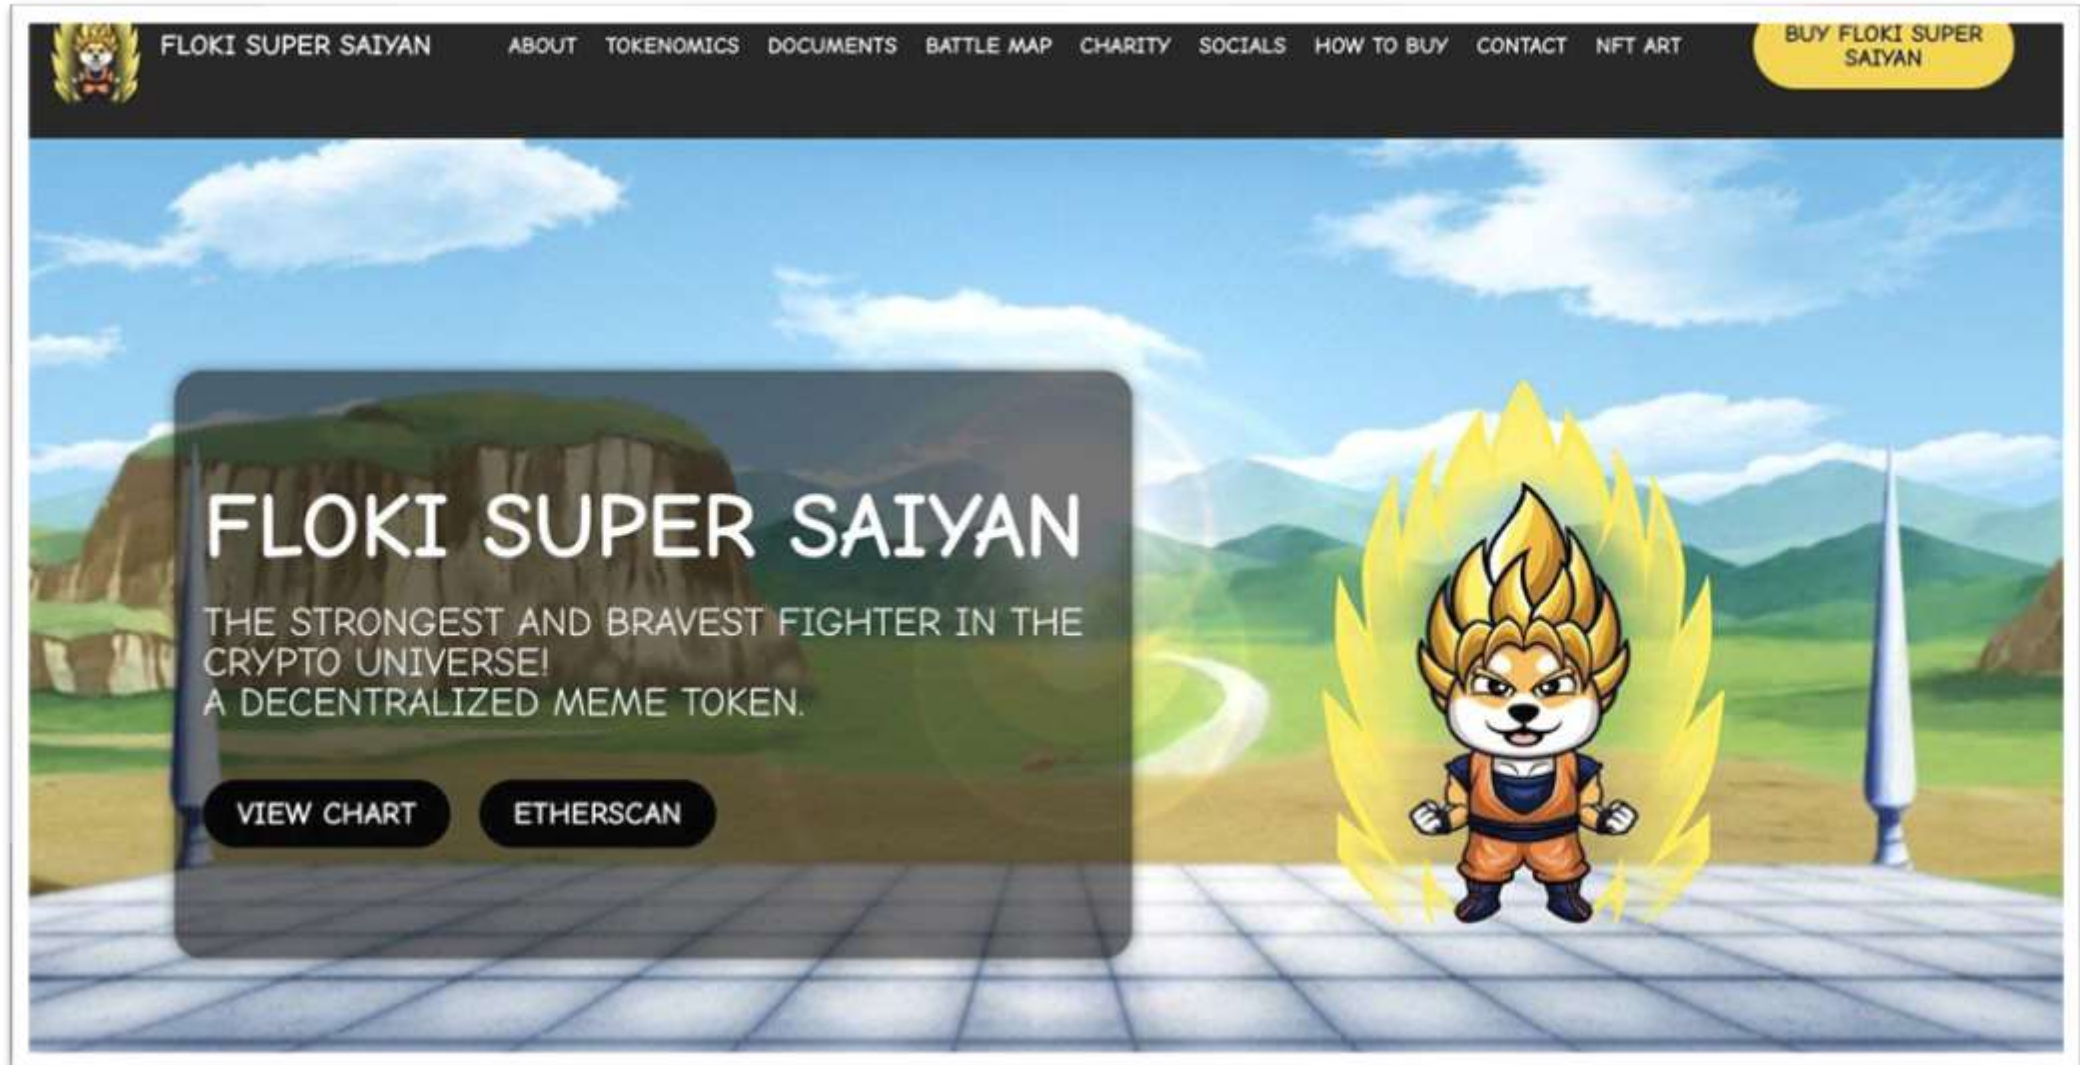 FLOKI SUPER SAIYAN
ABOUT TOKENOMICS DOCUMENTS BATTLE MAP CHARITY SOCIALS HOW TO BUY CONTACT NFT ART
BUY FLOKI SUPER
SAIYAN
FLOKI SUPER SAIYAN
THE STRONGEST AND BRAVEST FIGHTER IN THE
CRYPTO UNIVERSE!
A DECENTRALIZED MEME TOKEN.
VIEW CHART ETHERSCAN